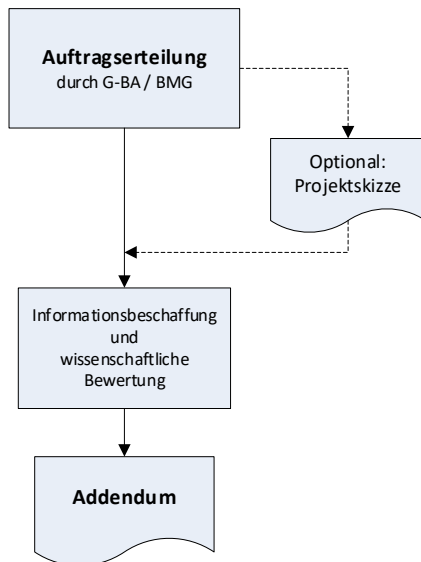 Auftragserteilung
durch G-BA / BMG
Optional:
Projektskizze
Informationsbeschaffung
und
wissenschaftliche
Bewertung
Addendum